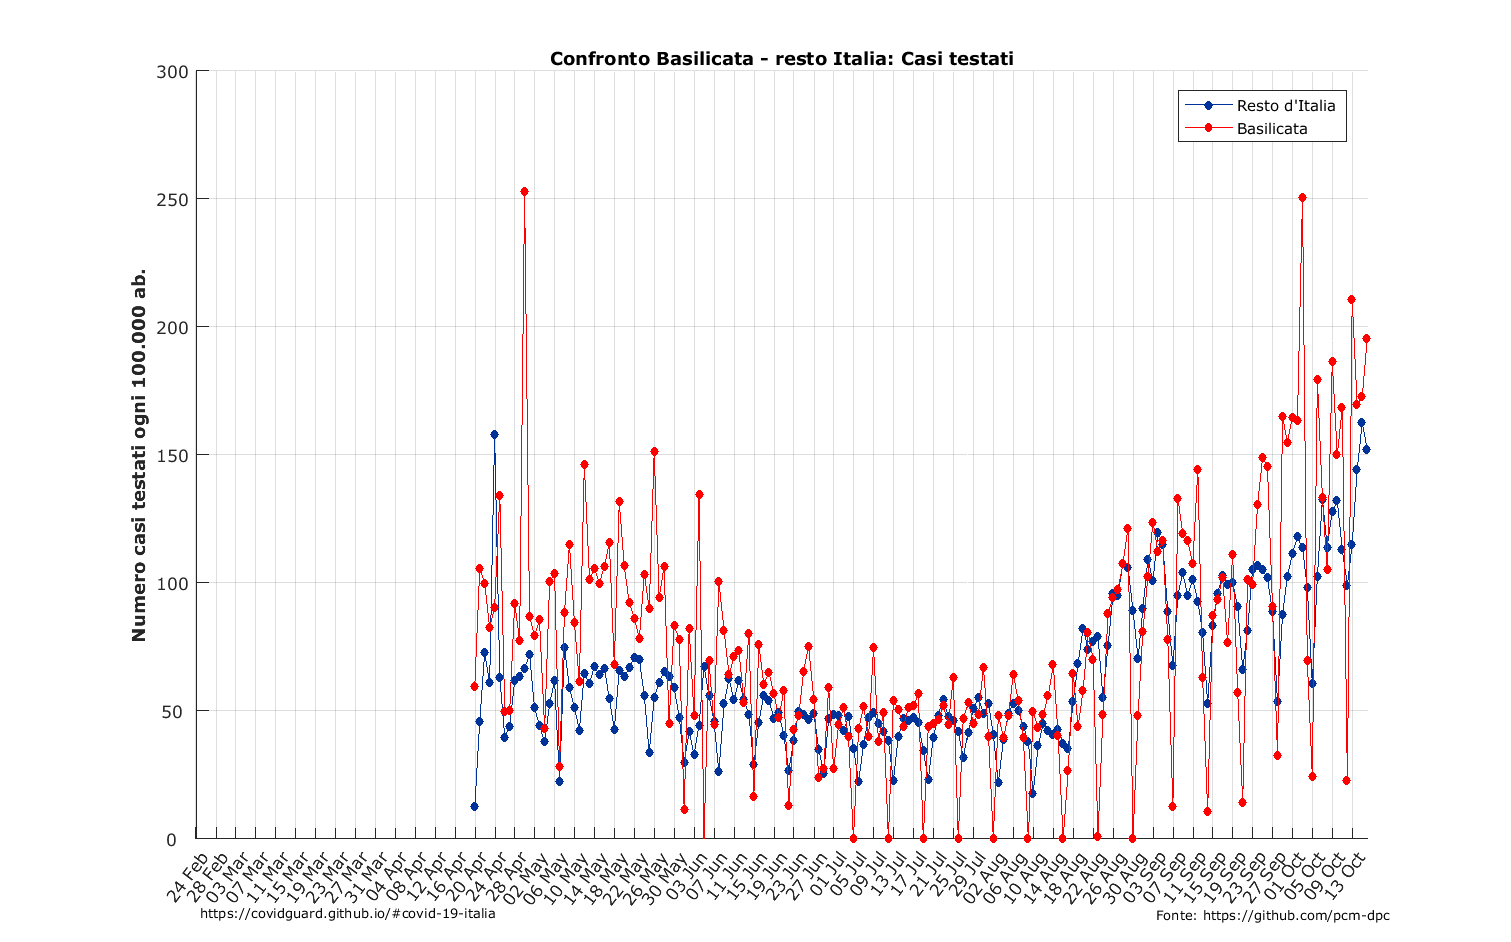 Confronto Basilicata - resto Italia: Casi testati
Resto d'Italia
Basilicata
Numero casi testati ogni 100.000 ab.
300
250
200
150
100
50
0
24 Feb
28 Feb
03 Mar
07 Mar
11 Mar
15 Mar
19 Mar
23 Mar
27 Mar
31 Mar
04 Apr
08 Apr
12 Apr
16 Apr
20 Apr
24 Apr
28 Apr
02 May
06 May
10 May
14 May
18 May
22 May
26 May
30 May
03 Jun
07 Jun
11 Jun
15 Jun
19 Jun
23 Jun
27 Jun
01 Jul
05 Jul
09 Jul
13 Jul
17 Jul
21 Jul
25 Jul
29 Jul
02 Aug
06 Aug
10 Aug
14 Aug
18 Aug
22 Aug
26 Aug
30 Aug
03 Sep
07 Sep
11 Sep
15 Sep
19 Sep
23 Sep
27 Sep
01 Oct
05 Oct
09 Oct
13 Oct
https://covidguard.github.io/#covid-19-italia
Fonte: https://github.com/pcm-dpc